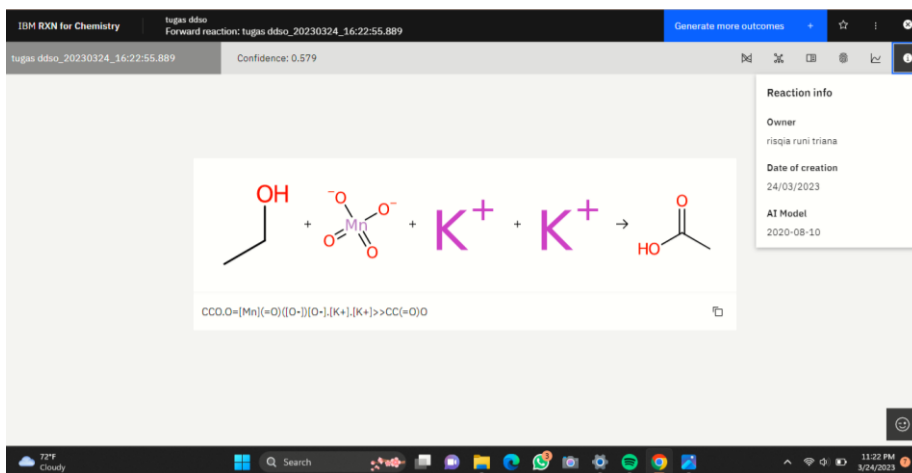 IBM RXN for Chemistry
tugas ddso
Forward reaction: tugas ddso_20230324_16:22:55.889
Generate more outcomes +
tugas ddso_20230324_16:22:55.889
Confidence: 0.579
Reaction info
Owner
risqia runi triana
Date of creation
24/03/2023
AI Model
2020-08-10
OH
+
⁻O
O⁻
Mn
O
O
+
K⁺
+
K⁺
→
O
HO
CCO.O=[Mn](=O)([O-])[O-].[K+].[K+]>>CC(=O)O
72°F
Cloudy
Search
3
11:22 PM
3/24/2023